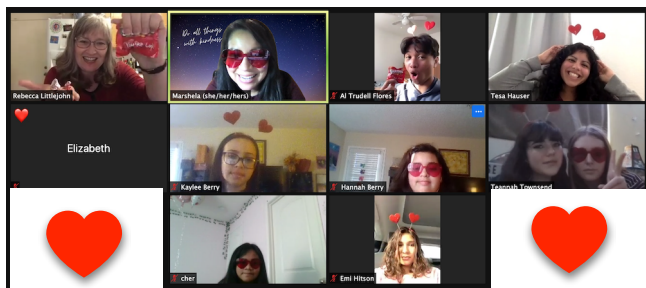 Do all things
with kindness.
Rebecca Littlejohn
Marshela (she/her/hers)
Al Trudell Flores
Tesa Hauser
Elizabeth
Kaylee Berry
Hannah Berry
Teannah Townsend
cher
Emi Hitson